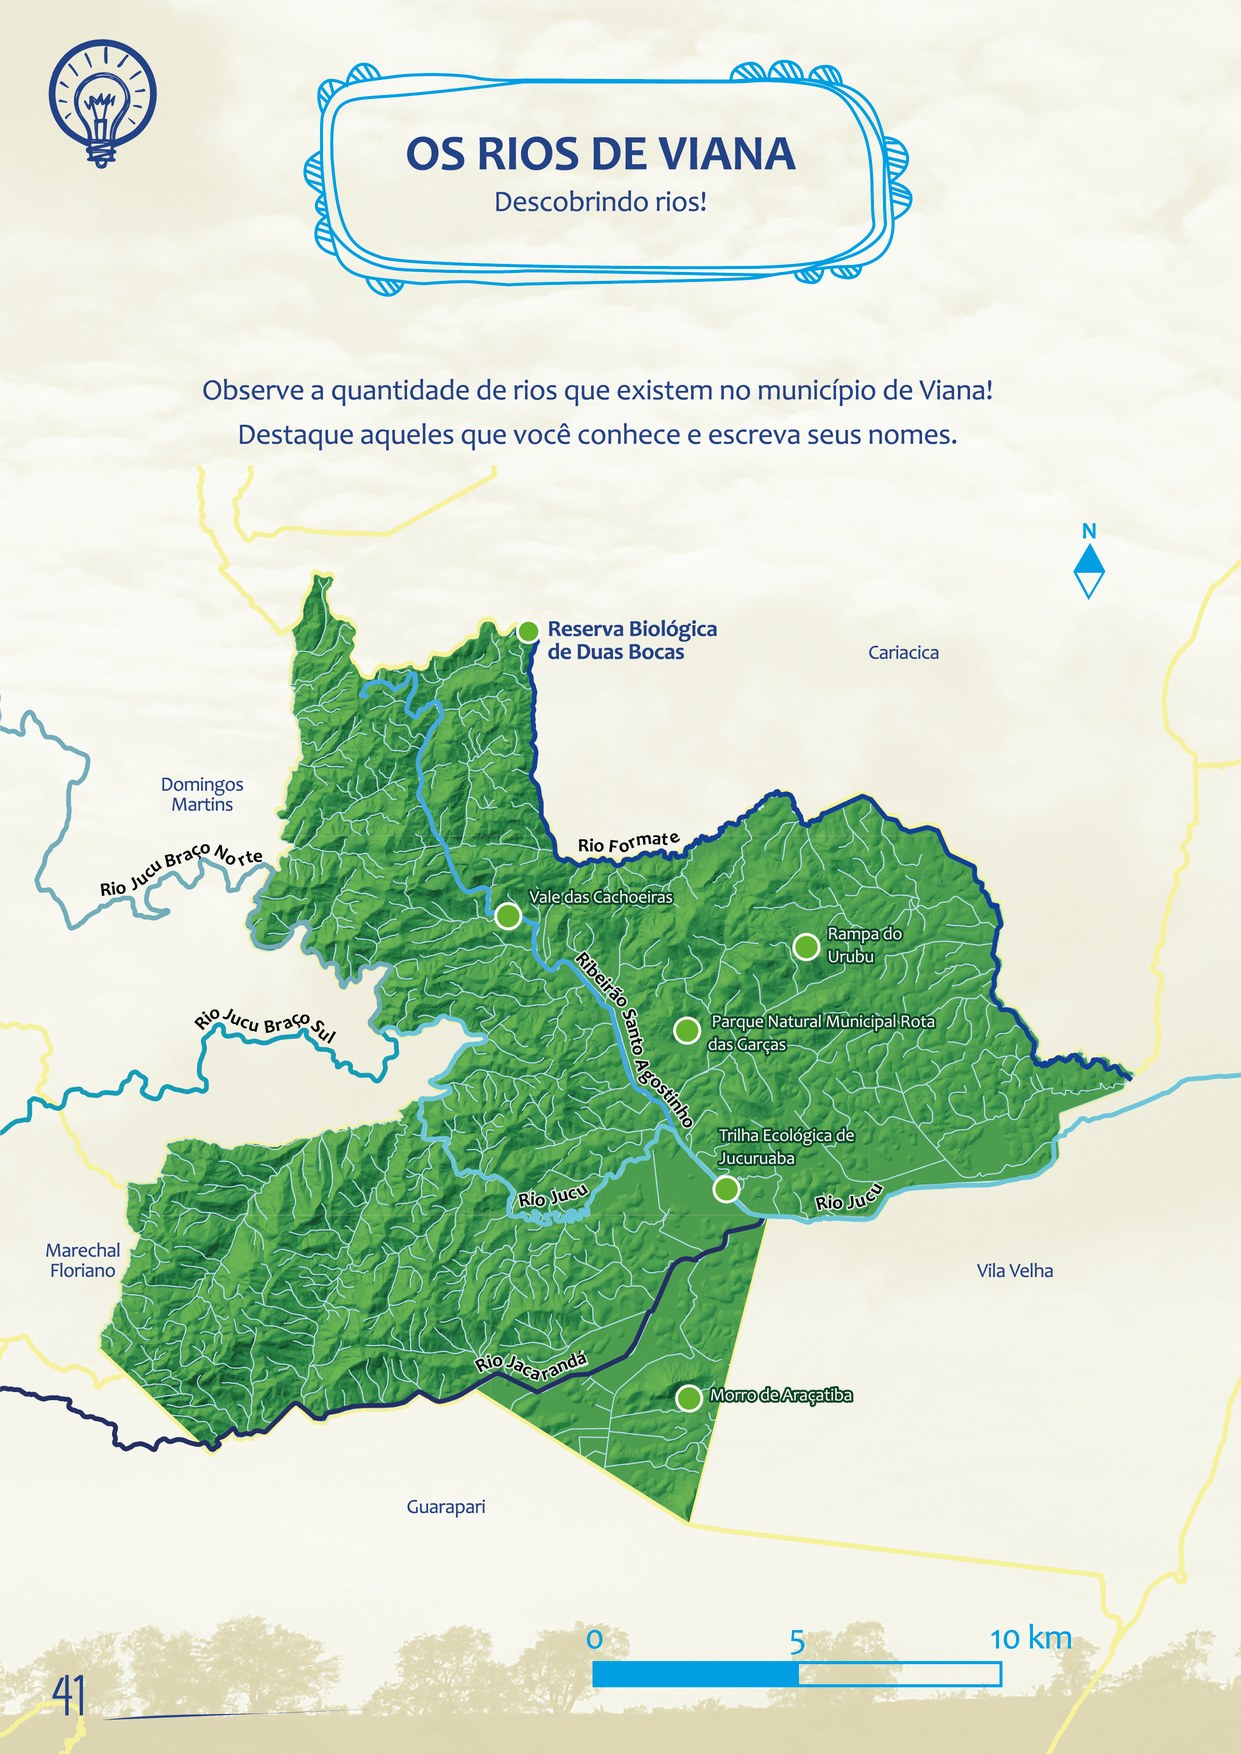 OS RIOS DE VIANA
Descobrindo rios!
Observe a quantidade de rios que existem no município de Viana!
Destaque aqueles que você conhece e escreva seus nomes.
N
Reserva Biológica
de Duas Bocas
Cariacica
Domingos
Martins
Rio Formate
Rio Jucu Braço Norte
Vale das Cachoeiras
Rampa do
Urubu
Ribeirão Santo Agostinho
Rio Jucu Braço Sul
Parque Natural Municipal Rota
das Garças
Trilha Ecológica de
Jucuruaba
Rio Jucu
Rio Jucu
Marechal
Floriano
Vila Velha
Rio Jacarandá
Morro de Araçatiba
Guarapari
0 5 10 km
41